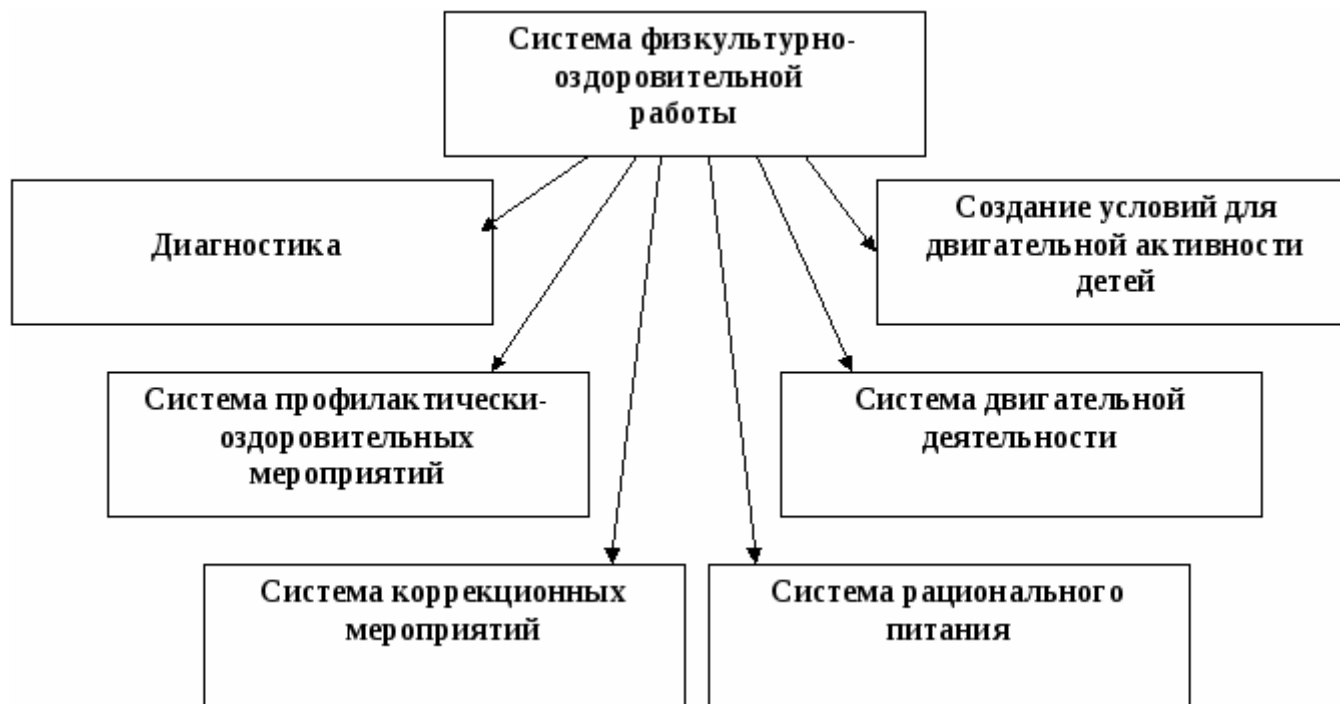 Система физкультурно-
оздоровительной
работы
Диагностика
Создание условий для
двигательной активности
детей
Система профилактически-
оздоровительных
мероприятий
Система двигательной
деятельности
Система коррекционных
мероприятий
Система рационального
питания